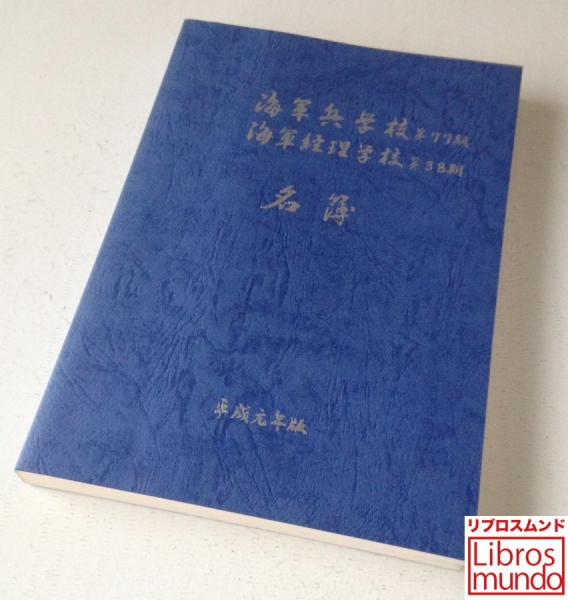 海軍兵学校第77期
海軍経理学校第38期
名簿
平成元年版
リブロスムンド
Libros
mundo